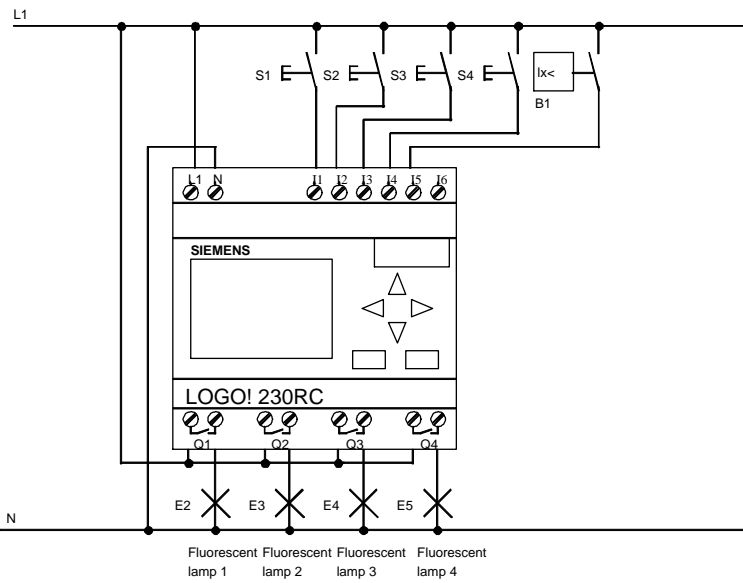 L1
S1 S2 S3 S4 Ix<
B1
L1 N I1 I2 I3 I4 I5 I6
SIEMENS
LOGO! 230RC
Q1 Q2 Q3 Q4
E2 E3 E4 E5
N
Fluorescent lamp 1
Fluorescent lamp 2
Fluorescent lamp 3
Fluorescent lamp 4